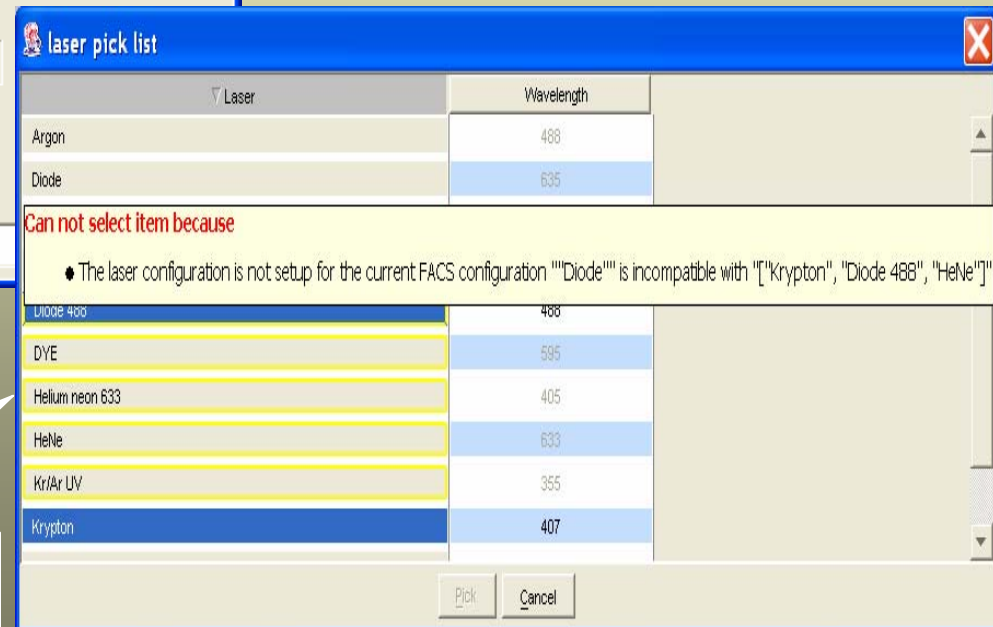 laser pick list
Laser Wavelength
Argon 488
Diode 635
Can not select item because
● The laser configuration is not setup for the current FACS configuration ""Diode"" is incompatible with "["Krypton", "Diode 488", "HeNe"]"
Diode 488 488
DYE 595
Helium neon 633 405
HeNe 633
Kr/Ar UV 355
Krypton 407
Pick Cancel